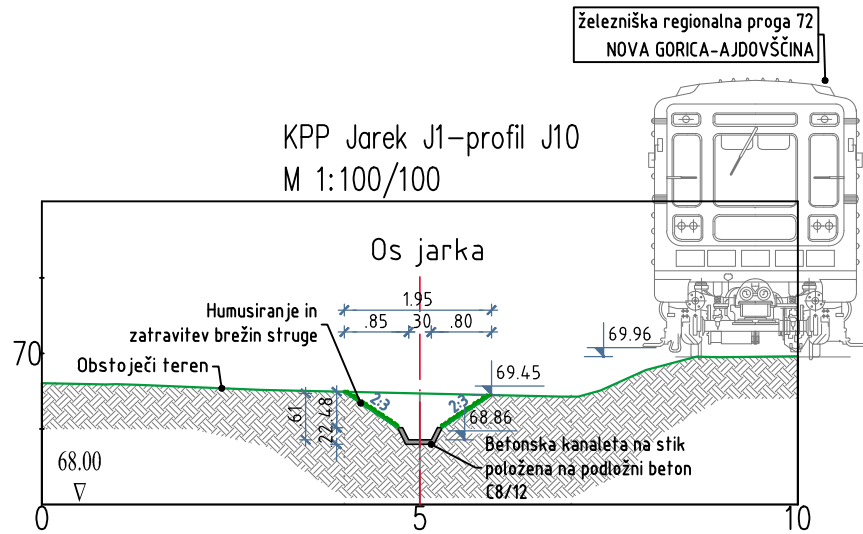 železniška regionalna proga 72
NOVA GORICA-AJDOVŠČINA
KPP Jarek J1-profil J10
M 1:100/100
Os jarka
1.95
.85
.30
.80
Humusiranje in
zatravitev brežin struge
69.96
70
Obstoječi teren
69.45
2:3
2:3
61
.48
22
68.86
Betonska kanaleta na stik
položena na podložni beton
C8/12
68.00
0
5
10